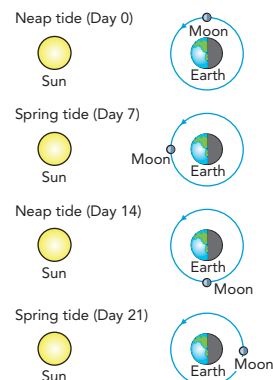 Neap tide (Day 0)
Moon
Earth
Sun
Spring tide (Day 7)
Moon
Earth
Sun
Neap tide (Day 14)
Earth
Sun
Moon
Spring tide (Day 21)
Earth
Moon
Sun